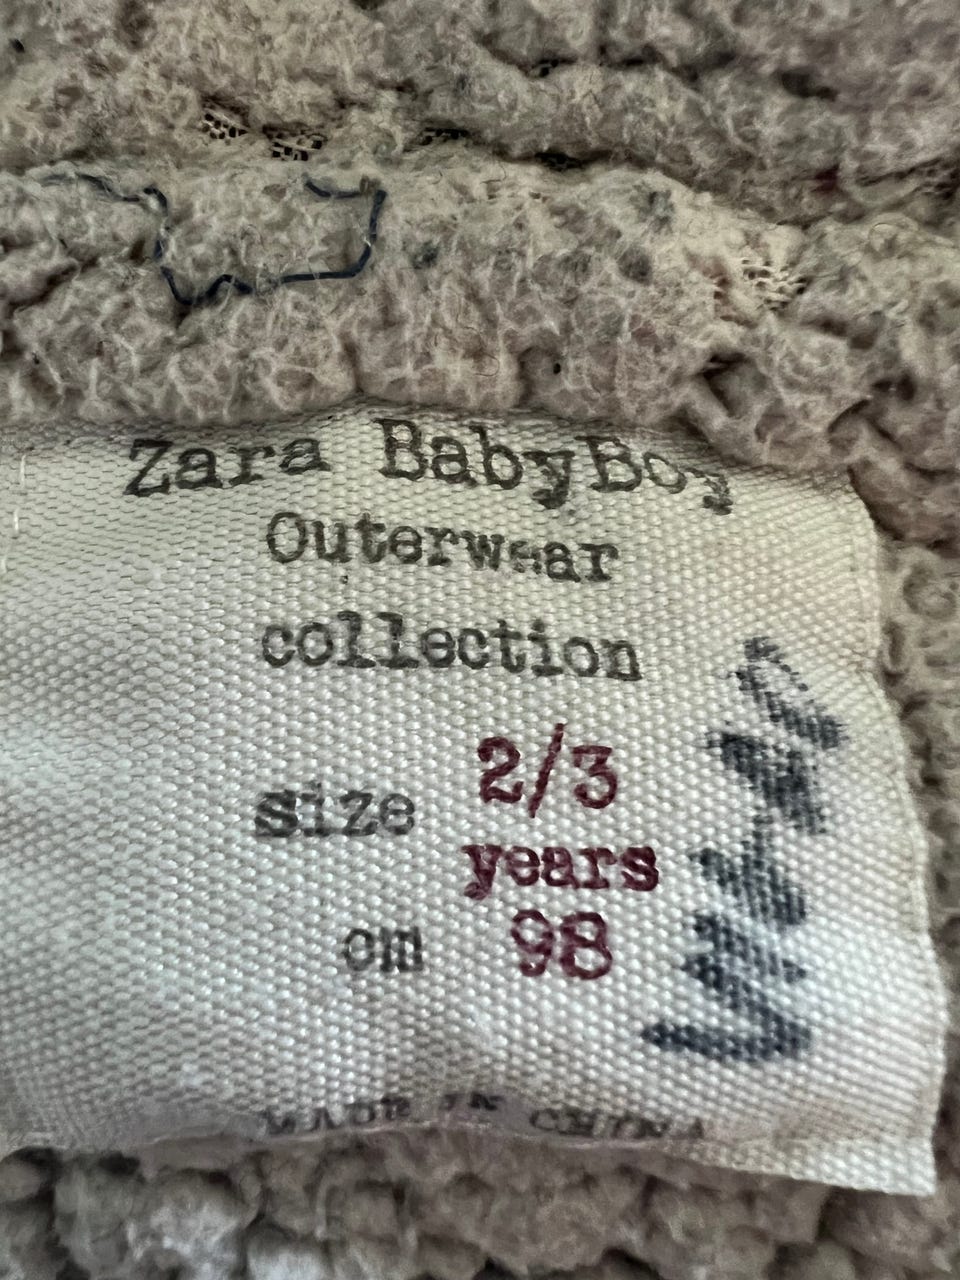 Zara BabyBoy
Outerwear
collection
size 2/3
years
cm 98
MADE IN CHINA